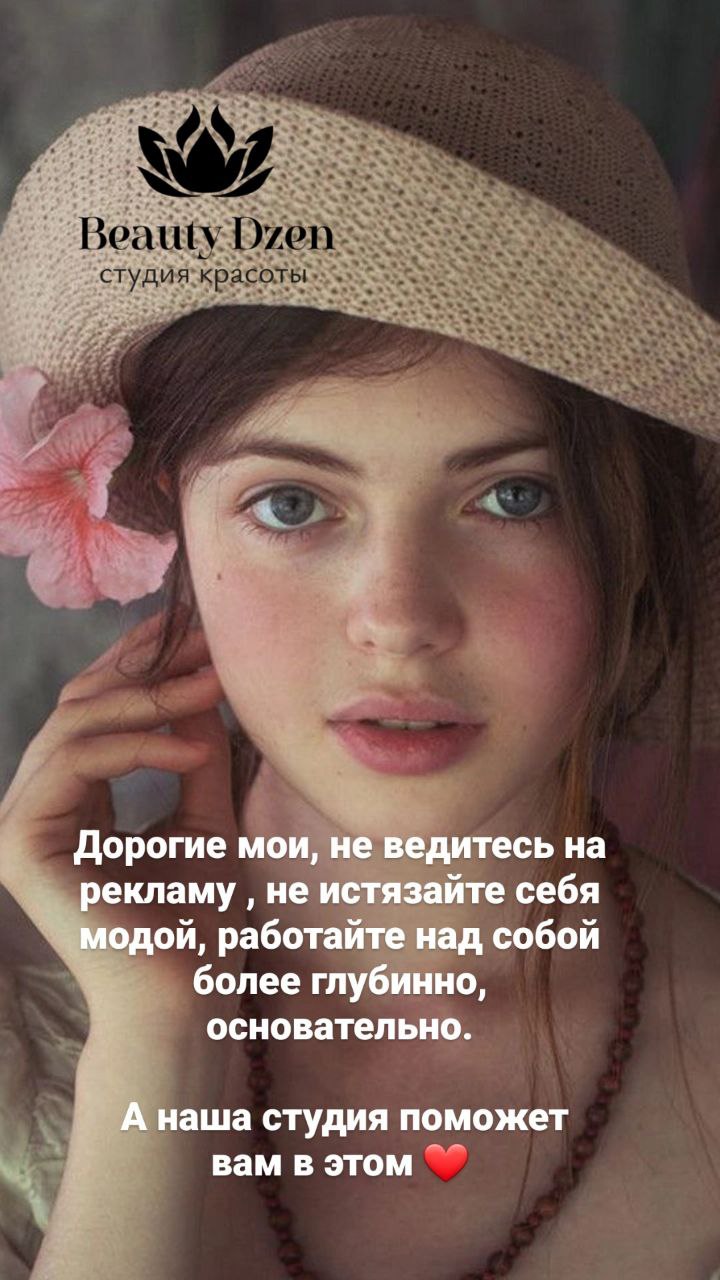 Beauty Dzen
студия красоты
Дорогие мои, не ведитесь на
рекламу , не истязайте себя
модой, работайте над собой
более глубинно,
основательно.
А наша студия поможет
вам в этом ❤️